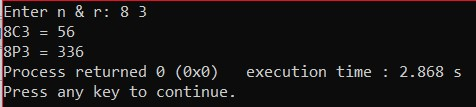 Enter n & r: 8 3
8C3 = 56
8P3 = 336
Process returned 0 (0x0)   execution time : 2.868 s
Press any key to continue.